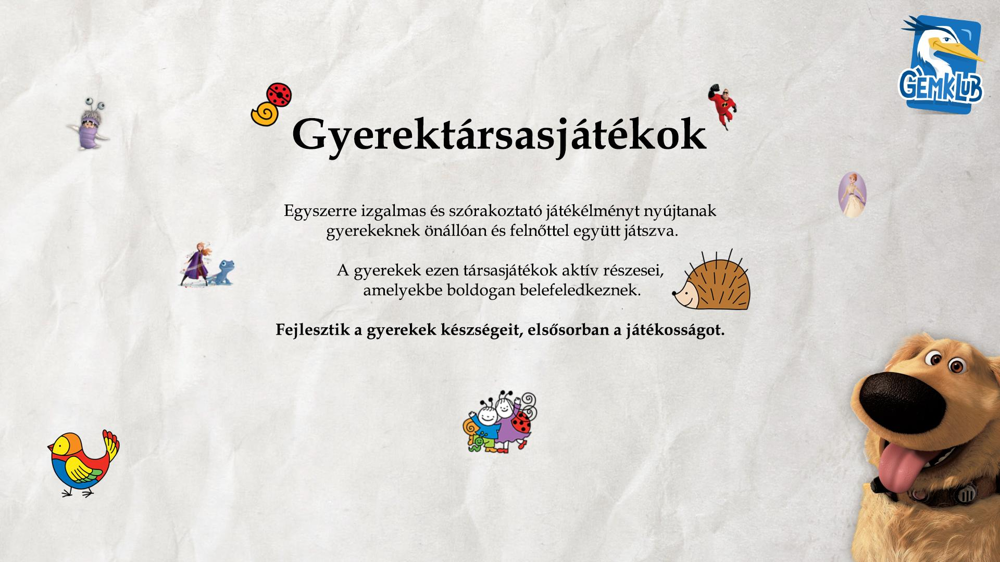 GÉMKLUB
Gyerektársasjátékok
Egyszerre izgalmas és szórakoztató játékélményt nyújtanak
gyerekeknek önállóan és felnőttel együtt játszva.
A gyerekek ezen társasjátékok aktív részesei,
amelyekbe boldogan belefeledkeznek.
Fejlesztik a gyerekek készségeit, elsősorban a játékosságot.